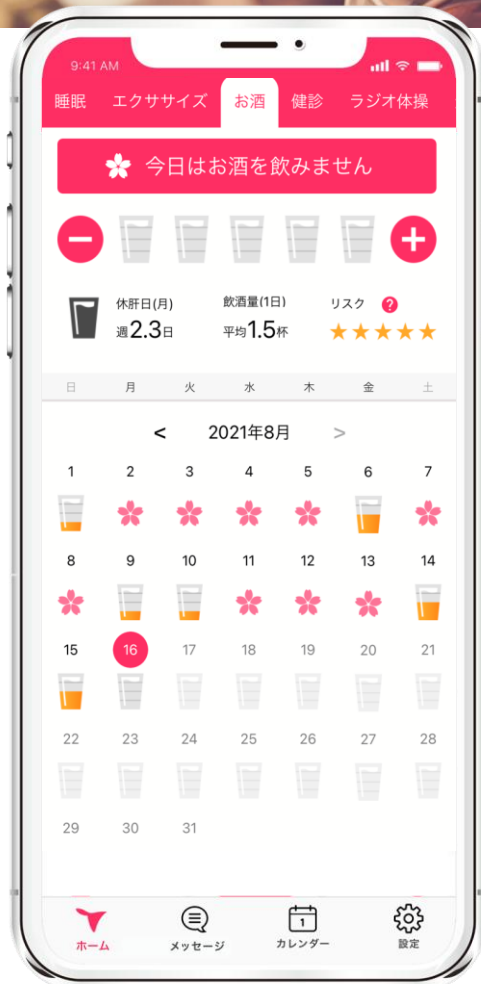 9:41 AM
睡眠 エクササイズ お酒 健診 ラジオ体操
今日はお酒を飲みません
休肝日(月) 飲酒量(1日) リスク ?
週2.3日 平均1.5杯
日 月 火 水 木 金 土
< 2021年8月 >
1 2 3 4 5 6 7
8 9 10 11 12 13 14
15 16 17 18 19 20 21
22 23 24 25 26 27 28
29 30 31
1
ホーム メッセージ カレンダー 設定